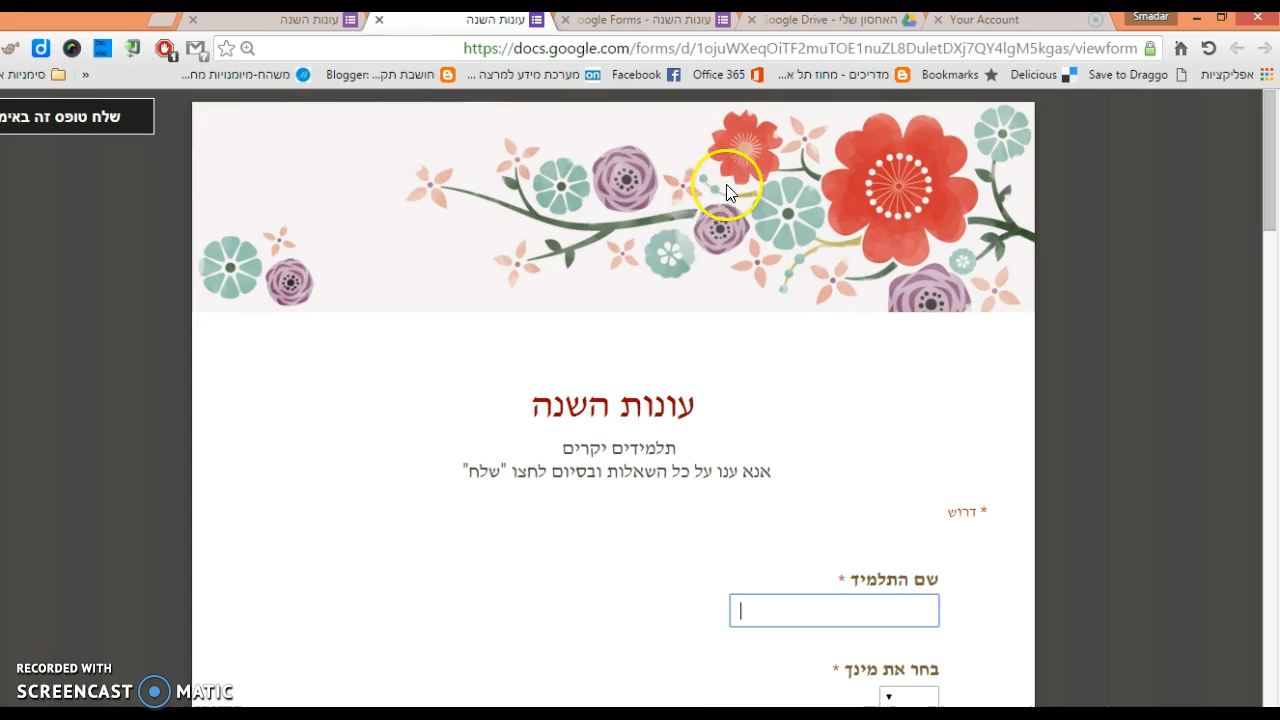 עונות השנה
עונות השנה
עונות השנה - oogle Forms
האחסון שלי - oogle Drive
Your Account
Smadar
https://docs.google.com/forms/d/1ojuWXeqOiTF2muTOE1nuZL8DuletDXj7QY4lgM5kgas/viewform
אפליקציות
Save to Draggo
Delicious
Bookmarks
מדריכים - מחוז תל א...
Office 365
Facebook
מערכת מידע למרצה ...
Blogger: חושבת תק...
משהח-מיומנויות מח...
»
סימניות
שלח טופס זה באימ
עונות השנה
תלמידים יקרים
אנא ענו על כל השאלות ובסיום לחצו "שלח"
* דרוש
שם התלמיד *
בחר את מינך *
RECORDED WITH
SCREENCAST MATIC